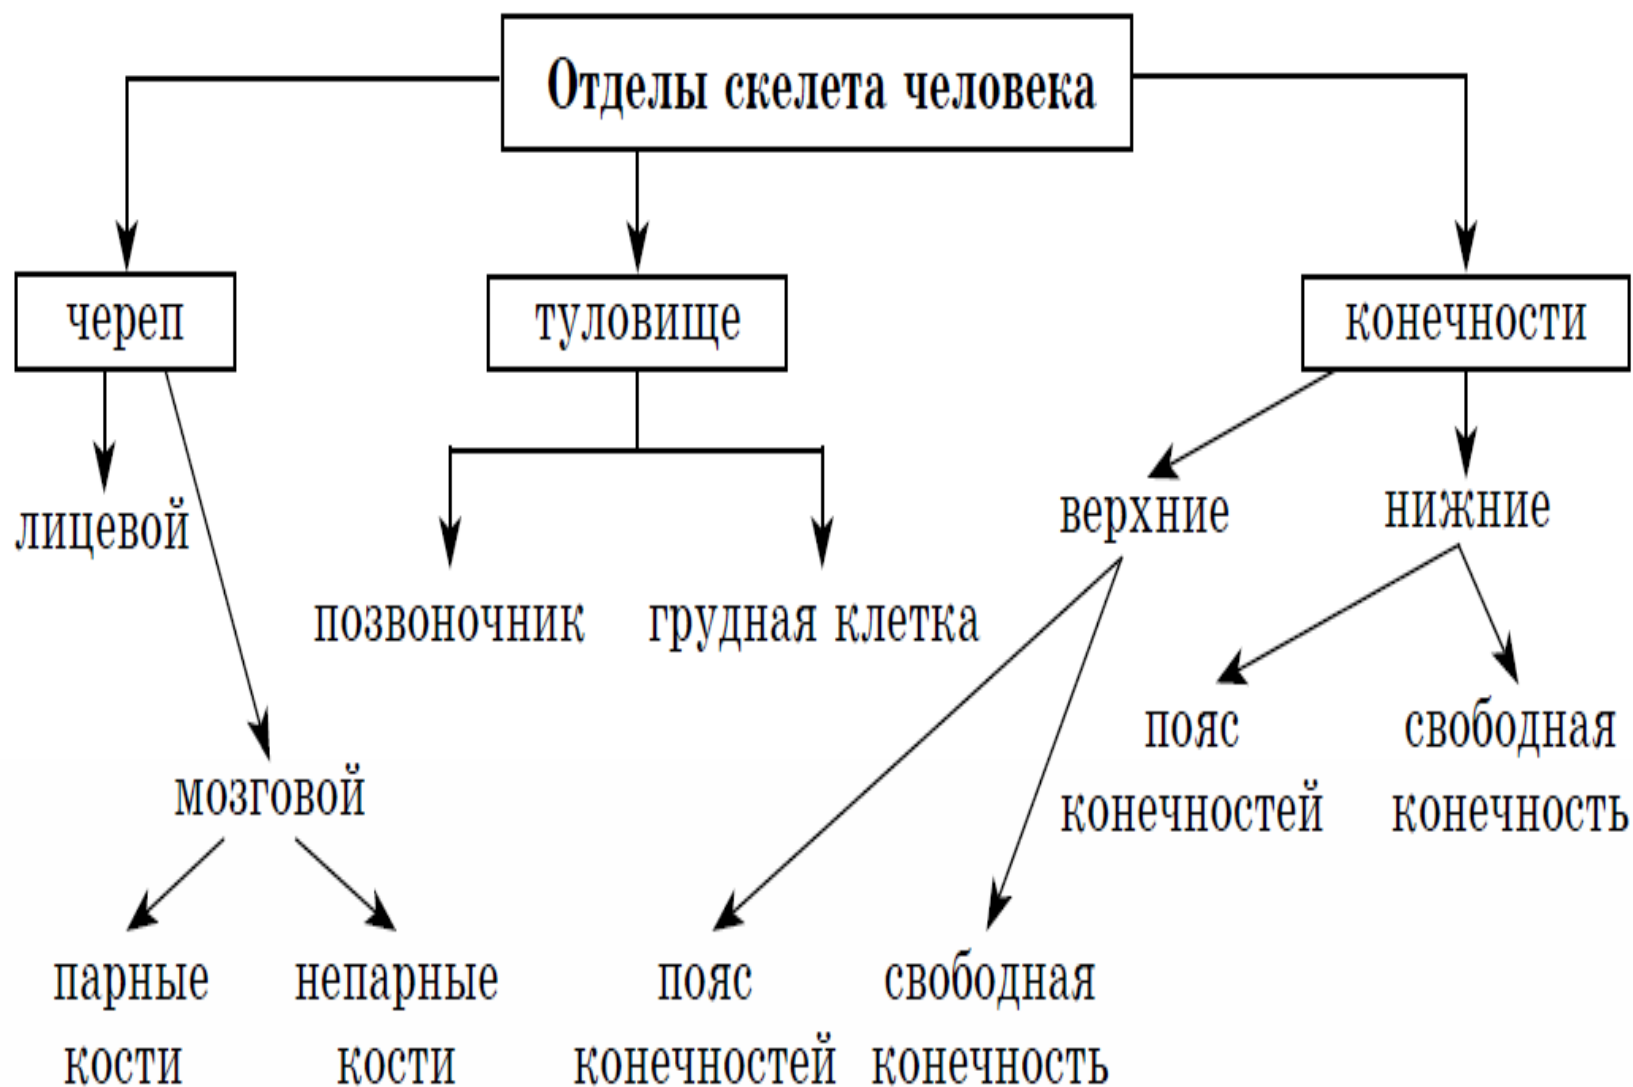 Отделы скелета человека
череп
туловище
конечности
лицевой
верхние
нижние
позвоночник
грудная клетка
мозговой
пояс
конечностей
свободная
конечность
парные
кости
непарные
кости
пояс
конечностей
свободная
конечность